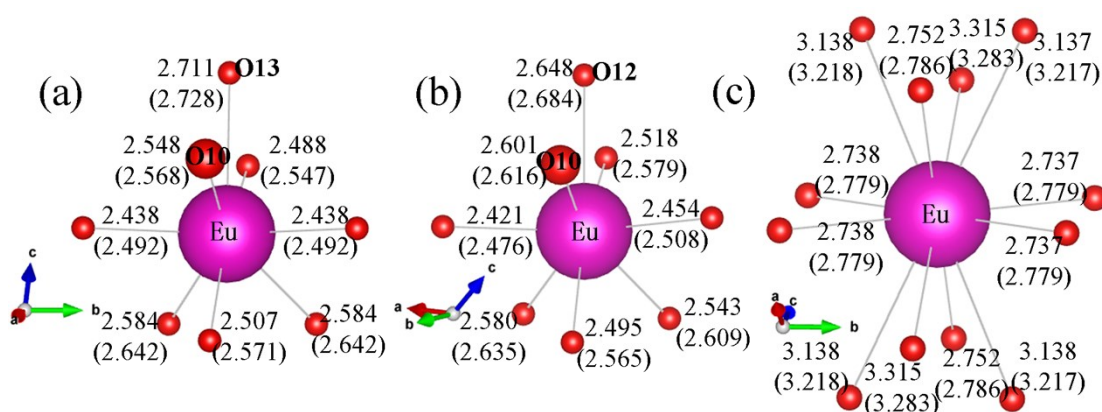 (a)
2.711
(2.728)
O13
2.548
(2.568)
O10
2.488
(2.547)
2.438
(2.492)
Eu
2.438
(2.492)
2.584
(2.642)
2.507
(2.571)
2.584
(2.642)
c
a
b
(b)
2.648
(2.684)
O12
2.601
(2.616)
O10
2.518
(2.579)
2.421
(2.476)
Eu
2.454
(2.508)
2.580
(2.635)
2.495
(2.565)
2.543
(2.609)
c
a
b
(c)
3.138
(3.218)
2.752
(2.786)
3.315
(3.283)
3.137
(3.217)
2.738
(2.779)
Eu
2.737
(2.779)
2.738
(2.779)
2.737
(2.779)
3.138
(3.218)
3.315
(3.283)
2.752
(2.786)
3.138
(3.217)
a
c
b